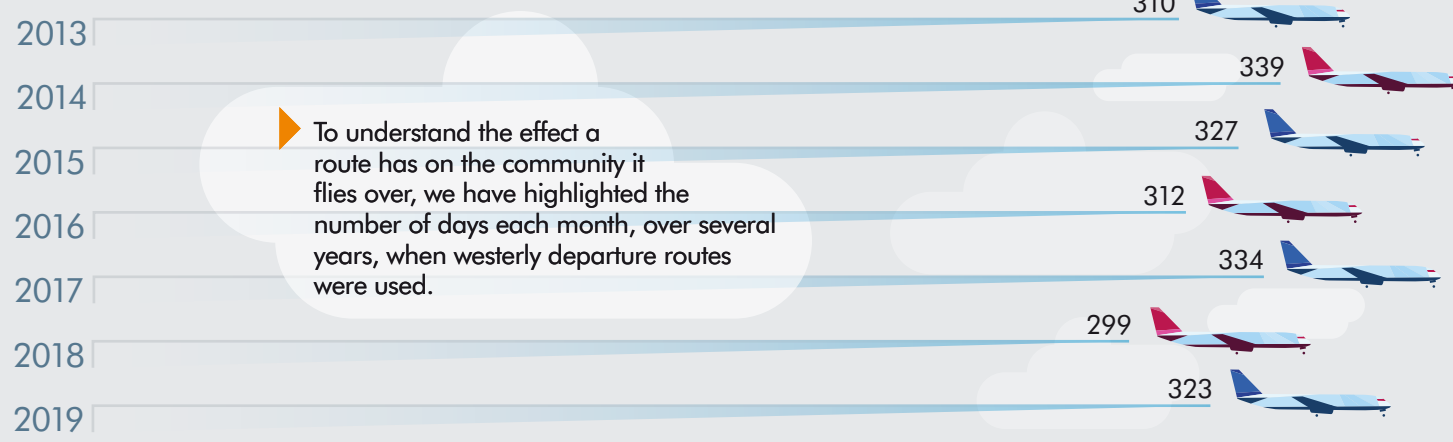 2013 310
2014 339
2015 327
2016 312
2017 334
2018 299
2019 323
To understand the effect a
route has on the community it
flies over, we have highlighted the
number of days each month, over several
years, when westerly departure routes
were used.